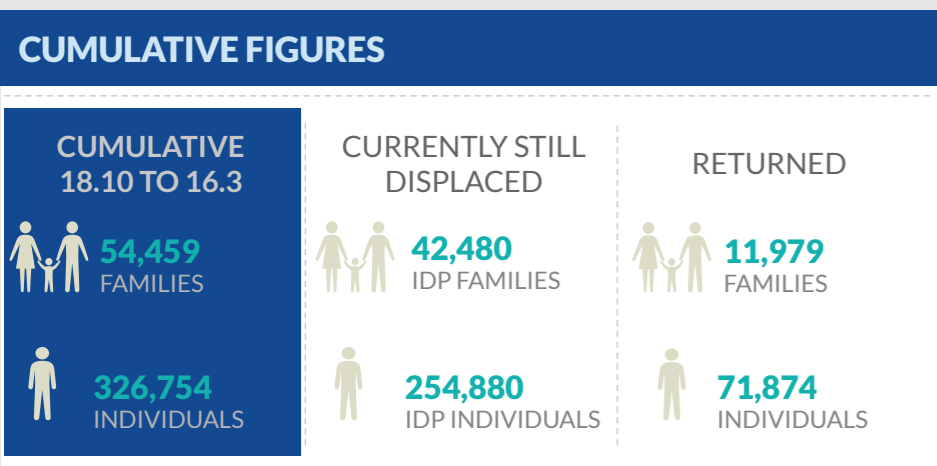 CUMULATIVE FIGURES
CUMULATIVE
18.10 TO 16.3
54,459
FAMILIES
326,754
INDIVIDUALS
CURRENTLY STILL
DISPLACED
42,480
IDP FAMILIES
254,880
IDP INDIVIDUALS
RETURNED
11,979
FAMILIES
71,874
INDIVIDUALS